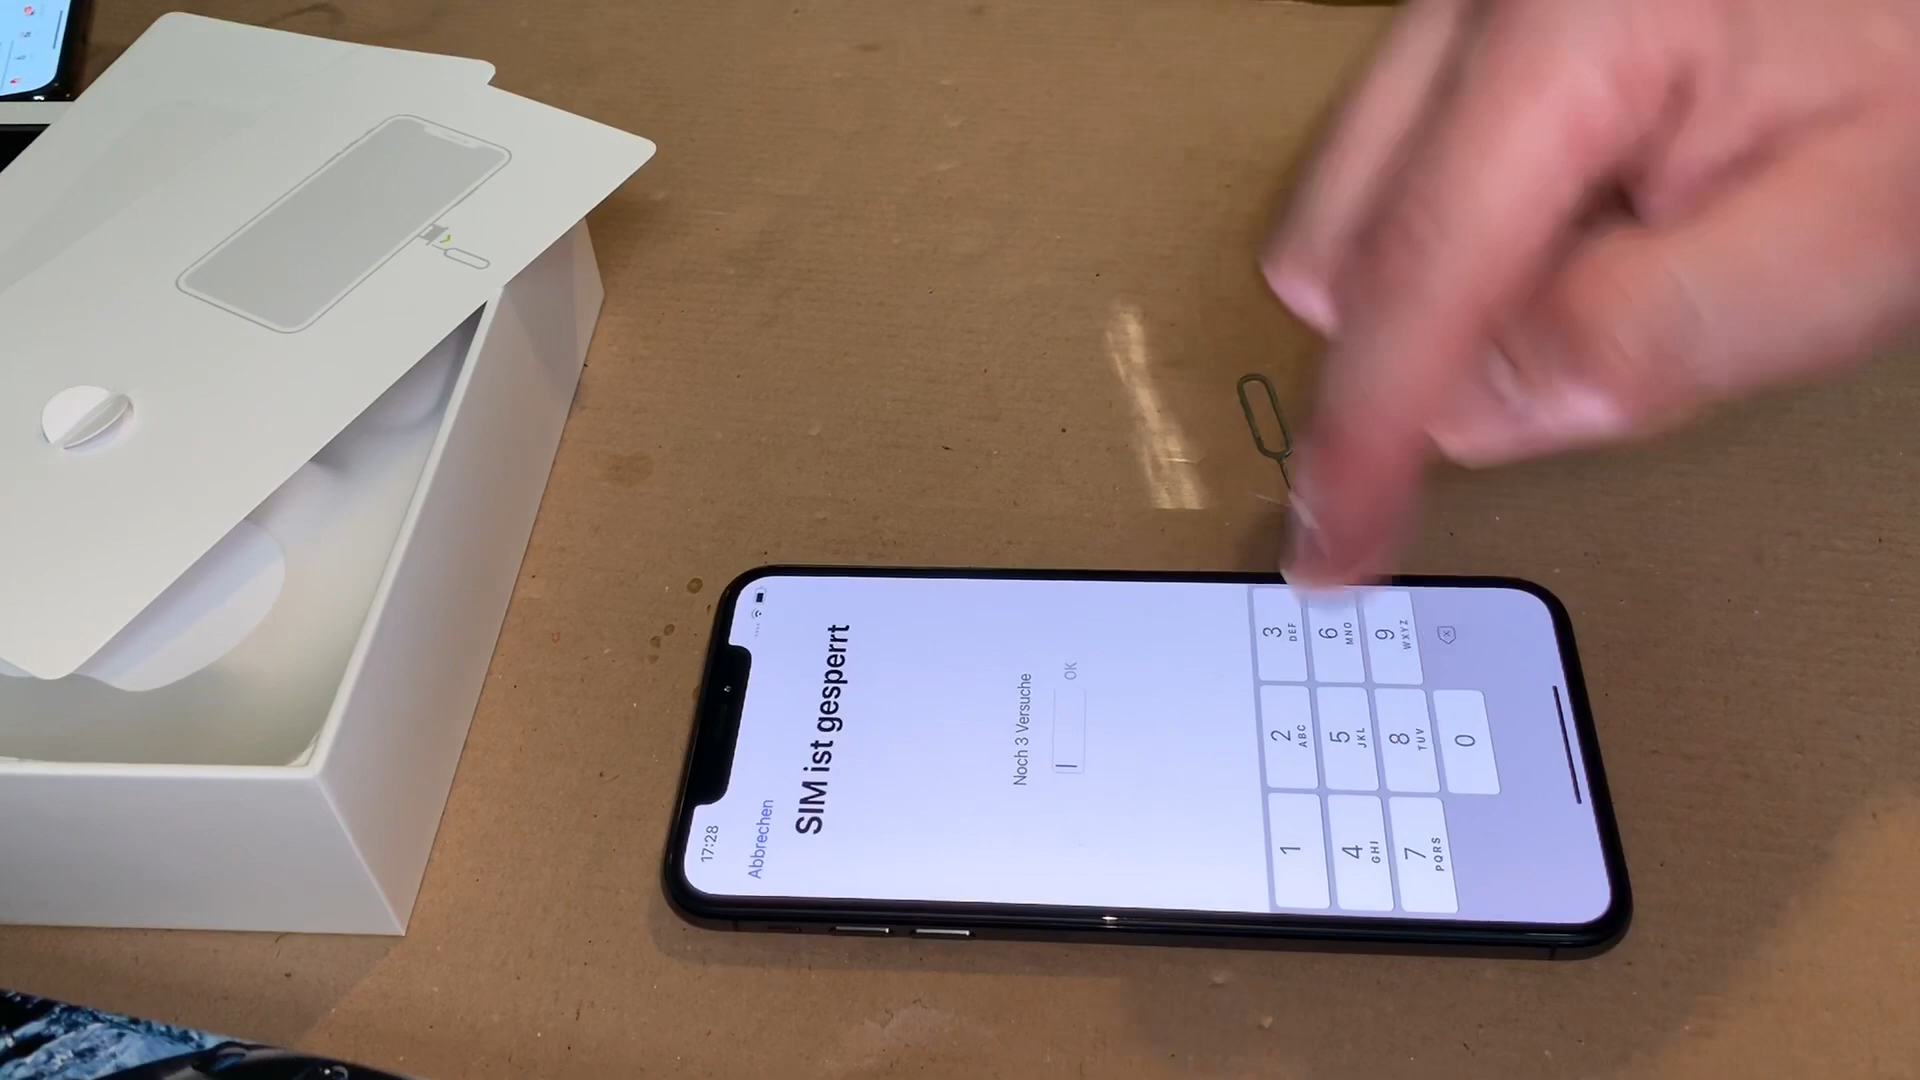 17:28
Abbrechen
SIM ist gesperrt
Noch 3 Versuche
OK
1
2
ABC
3
DEF
4
GHI
5
JKL
6
MNO
7
PQRS
8
TUV
9
WXYZ
0